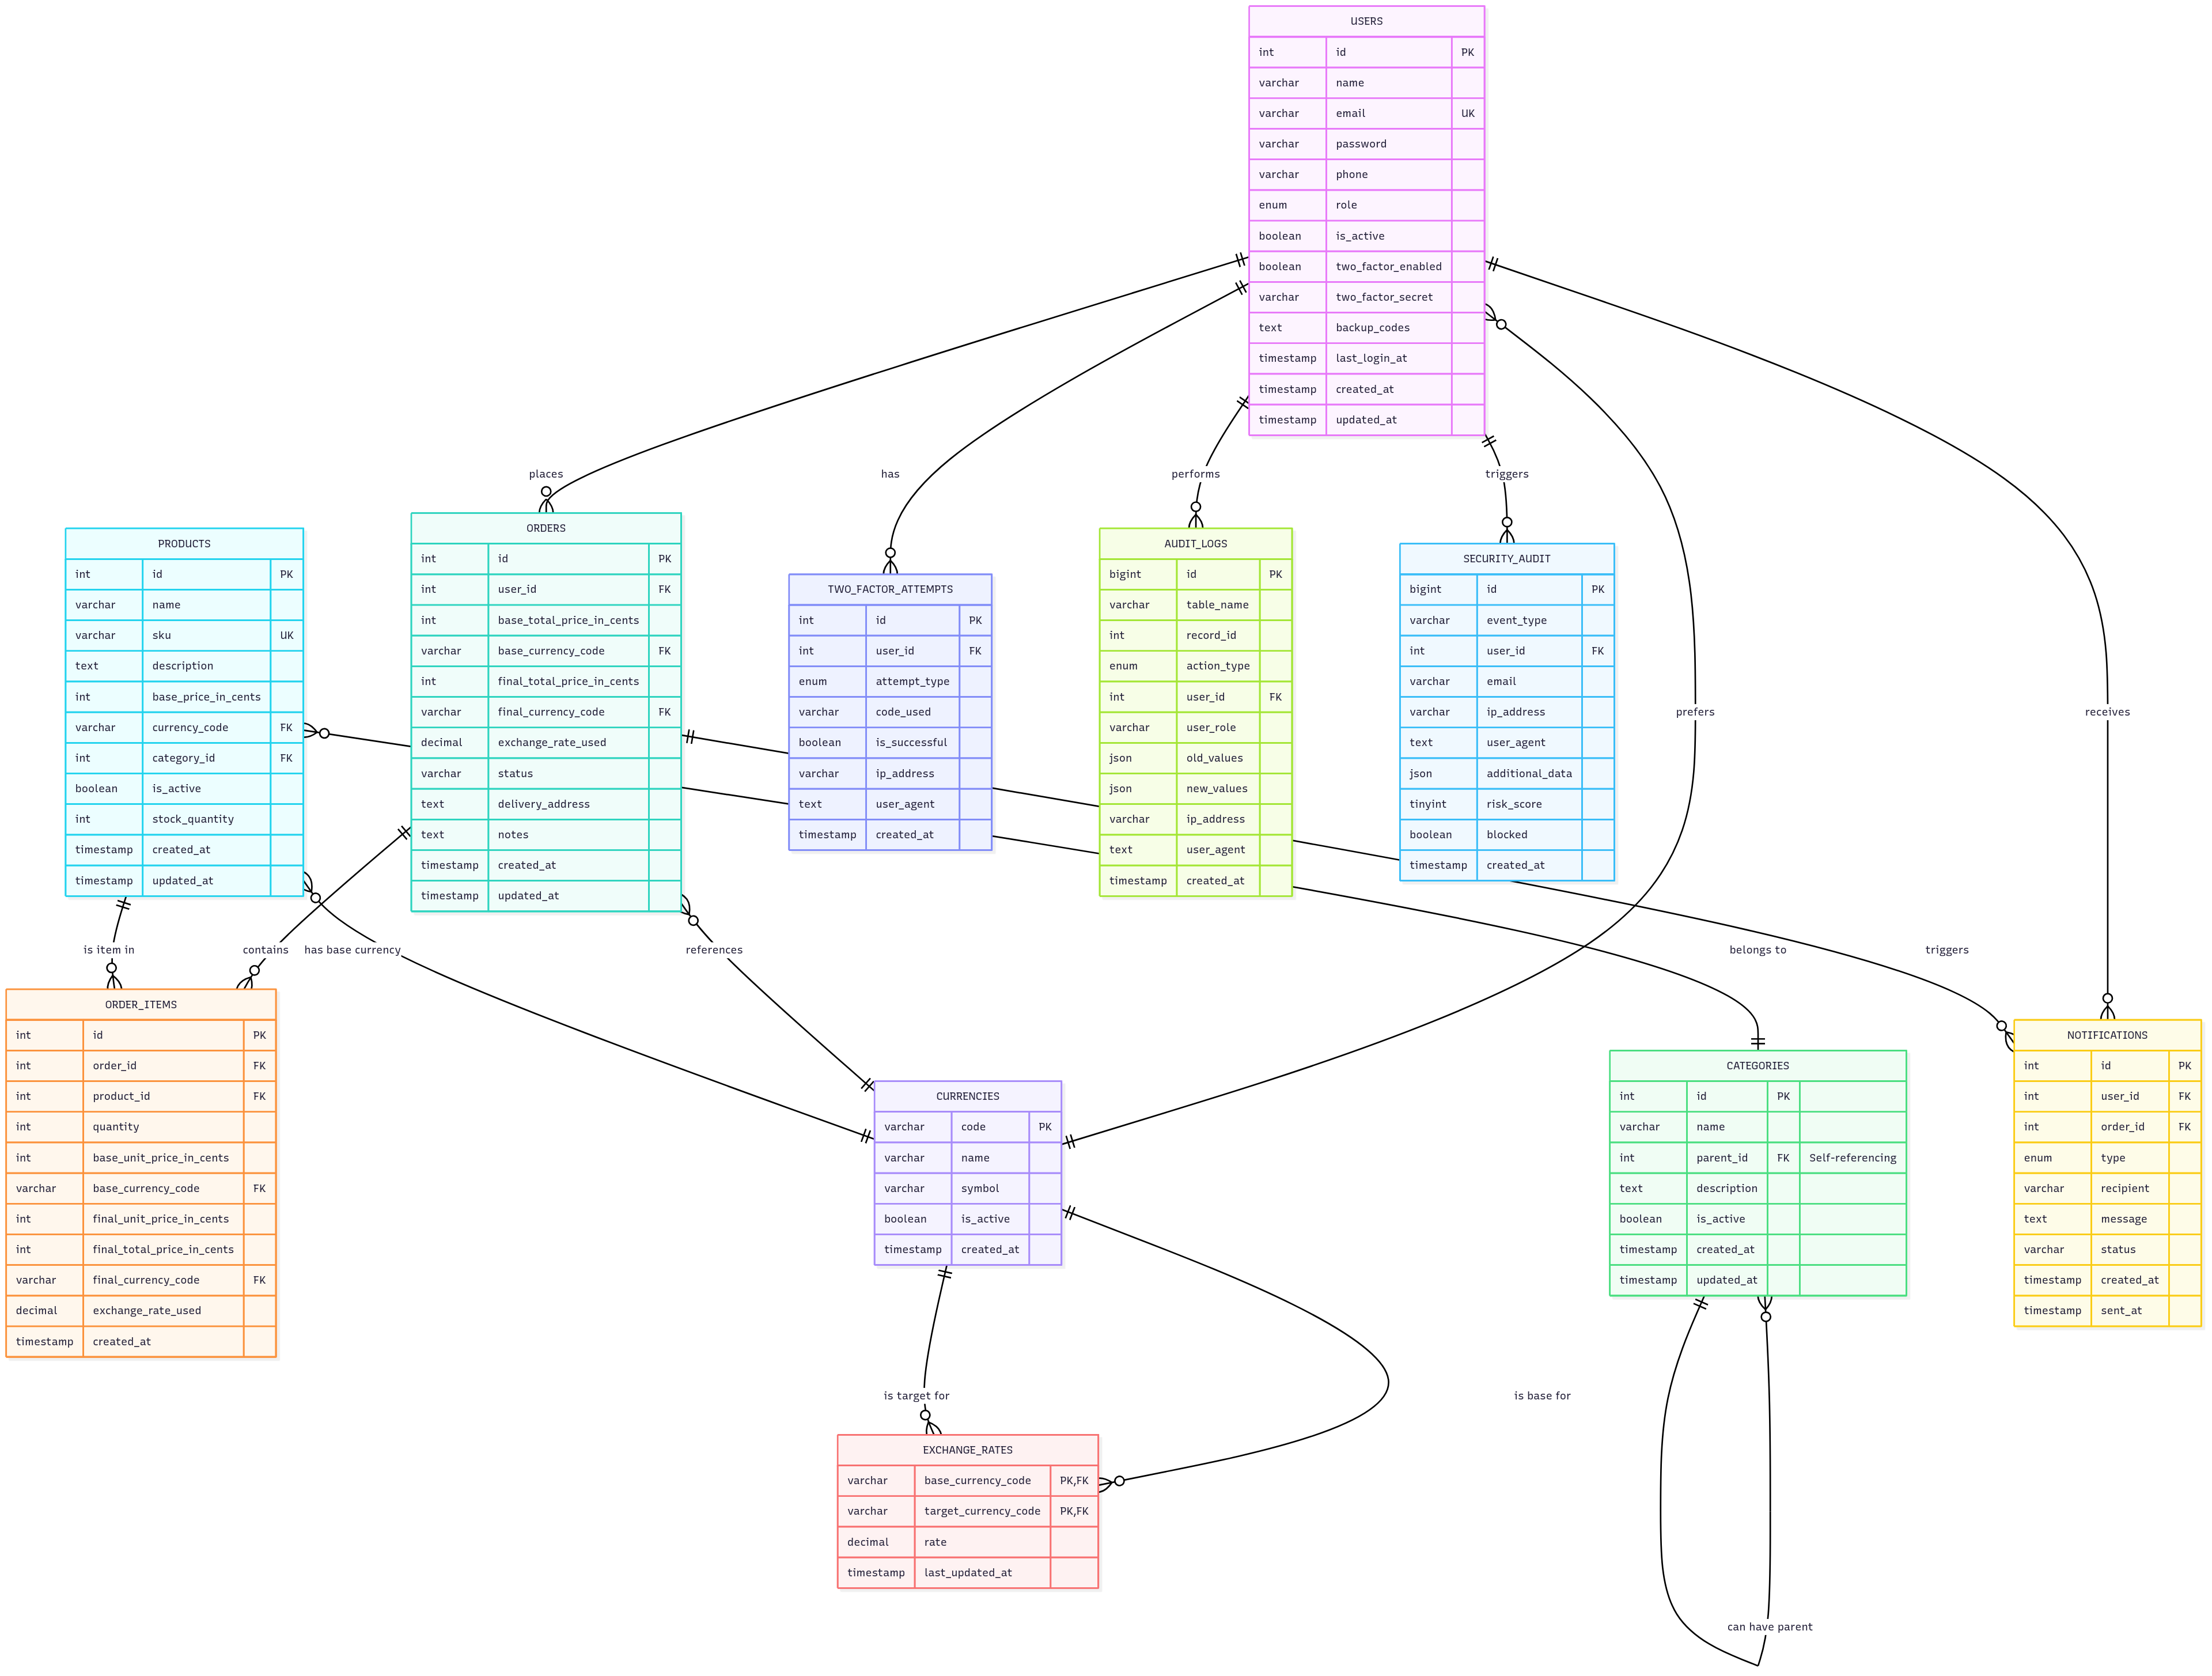 USERS
int id PK
varchar name
varchar email UK
varchar password
varchar phone
enum role
boolean is_active
boolean two_factor_enabled
varchar two_factor_secret
text backup_codes
timestamp last_login_at
timestamp created_at
timestamp updated_at
places
has
performs
triggers
prefers
receives
PRODUCTS
int id PK
varchar name
varchar sku UK
text description
int base_price_in_cents
varchar currency_code FK
int category_id FK
boolean is_active
int stock_quantity
timestamp created_at
timestamp updated_at
ORDERS
int id PK
int user_id FK
int base_total_price_in_cents
varchar base_currency_code FK
int final_total_price_in_cents
varchar final_currency_code FK
decimal exchange_rate_used
varchar status
text delivery_address
text notes
timestamp created_at
timestamp updated_at
TWO_FACTOR_ATTEMPTS
int id PK
int user_id FK
enum attempt_type
varchar code_used
boolean is_successful
varchar ip_address
text user_agent
timestamp created_at
AUDIT_LOGS
bigint id PK
varchar table_name
int record_id
enum action_type
int user_id FK
varchar user_role
json old_values
json new_values
varchar ip_address
text user_agent
timestamp created_at
SECURITY_AUDIT
bigint id PK
varchar event_type
int user_id FK
varchar email
varchar ip_address
text user_agent
json additional_data
tinyint risk_score
boolean blocked
timestamp created_at
is item in
contains
has base currency
references
belongs to
triggers
ORDER_ITEMS
int id PK
int order_id FK
int product_id FK
int quantity
int base_unit_price_in_cents
varchar base_currency_code FK
int final_unit_price_in_cents
int final_total_price_in_cents
varchar final_currency_code FK
decimal exchange_rate_used
timestamp created_at
CURRENCIES
varchar code PK
varchar name
varchar symbol
boolean is_active
timestamp created_at
CATEGORIES
int id PK
varchar name
int parent_id FK Self-referencing
text description
boolean is_active
timestamp created_at
timestamp updated_at
NOTIFICATIONS
int id PK
int user_id FK
int order_id FK
enum type
varchar recipient
text message
varchar status
timestamp created_at
timestamp sent_at
is target for
is base for
EXCHANGE_RATES
varchar base_currency_code PK,FK
varchar target_currency_code PK,FK
decimal rate
timestamp last_updated_at
can have parent